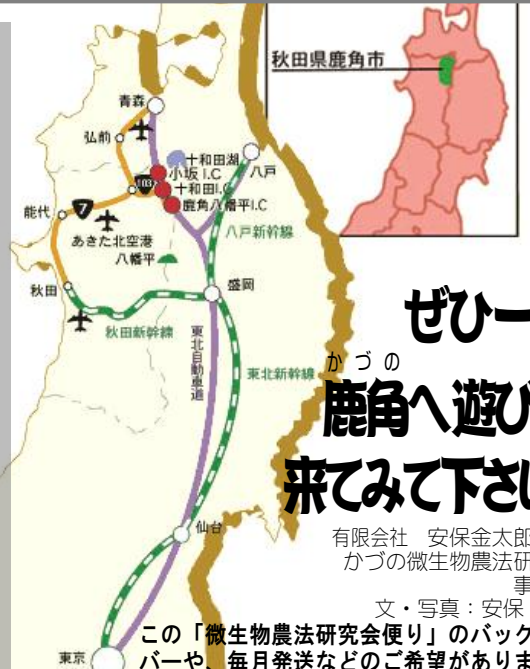 秋田県鹿角市
青森
弘前
十和田湖
小坂 I.C
八戸
103
十和田I.C
鹿角八幡平I.C
能代
7
あきた北空港
八戸新幹線
八幡平
秋田
盛岡
秋田新幹線
東北自動車道
東北新幹線
仙台
東京
ぜひ一
かづの
鹿角へ遊び
来てみて下さい
有限会社 安保金太郎
かづの微生物農法研
事
文・写真：安保
この「微生物農法研究会便り」のバック
バーや、毎月発送などのご希望がありま